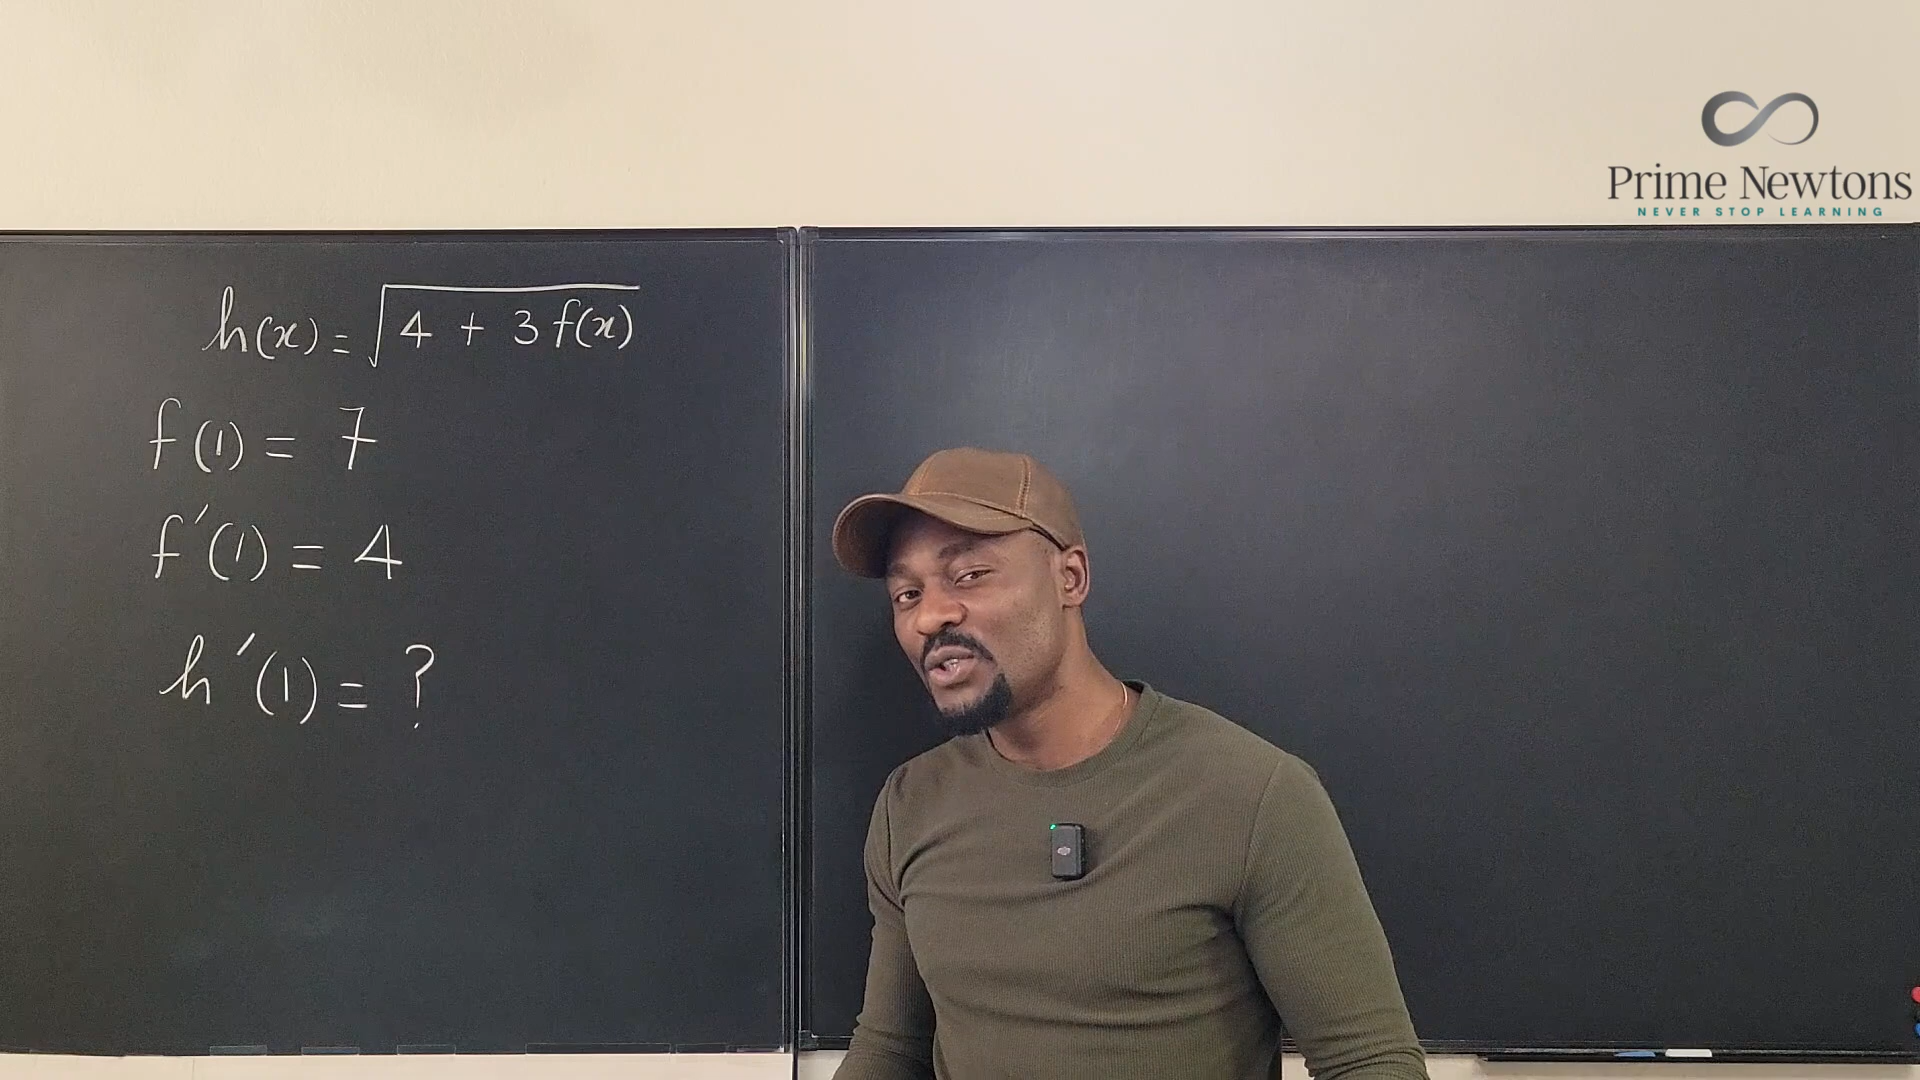 Prime Newtons
NEVER STOP LEARNING
h(x) = √4 + 3f(x)
f(1) = 7
f′(1) = 4
h′(1) = ?